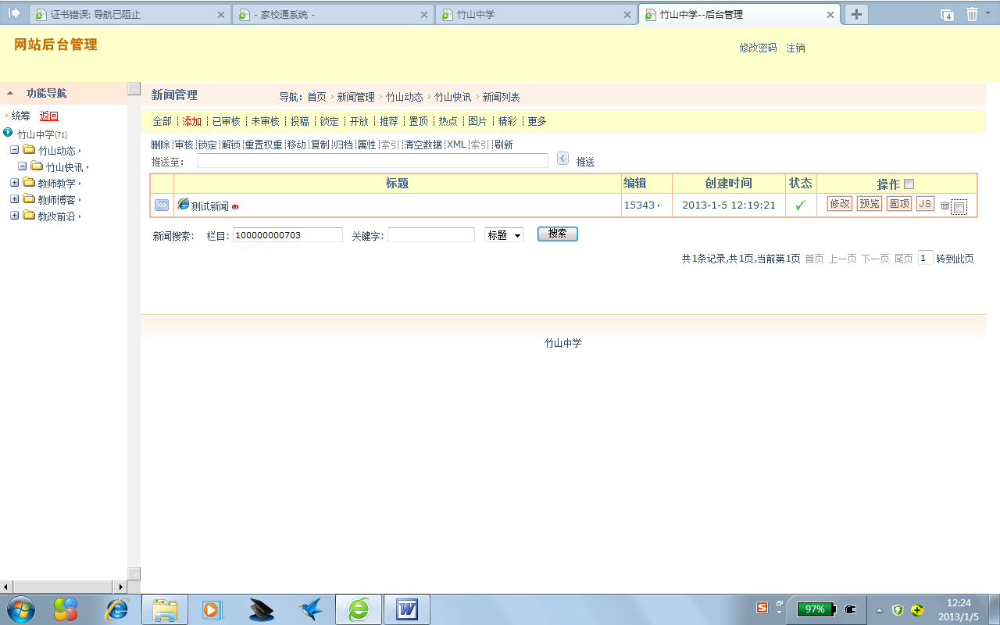 证书错误: 导航已阻止
- 家校通系统 -
竹山中学
竹山中学--后台管理
4
网站后台管理
修改密码 注销
功能导航
统筹 返回
竹山中学(71)
竹山动态
竹山快讯
教师教学
教师博客
教改前沿
新闻管理
导航: 首页 › 新闻管理 › 竹山动态 › 竹山快讯 › 新闻列表
全部 添加 已审核 未审核 投稿 锁定 开放 推荐 置顶 热点 图片 精彩 更多
删除 审核 锁定 解锁 重置权重 移动 复制 归档 属性 索引 清空数据 XML 索引 刷新
推送至: 推送
标题 编辑 创建时间 状态 操作
测试新闻 15343 2013-1-5 12:19:21 修改 预览 固顶 JS
新闻搜索: 栏目: 100000000703 关键字: 标题 搜索
共1条记录,共1页,当前第1页 首页 上一页 下一页 尾页 1 转到此页
竹山中学
97%
12:24
2013/1/5